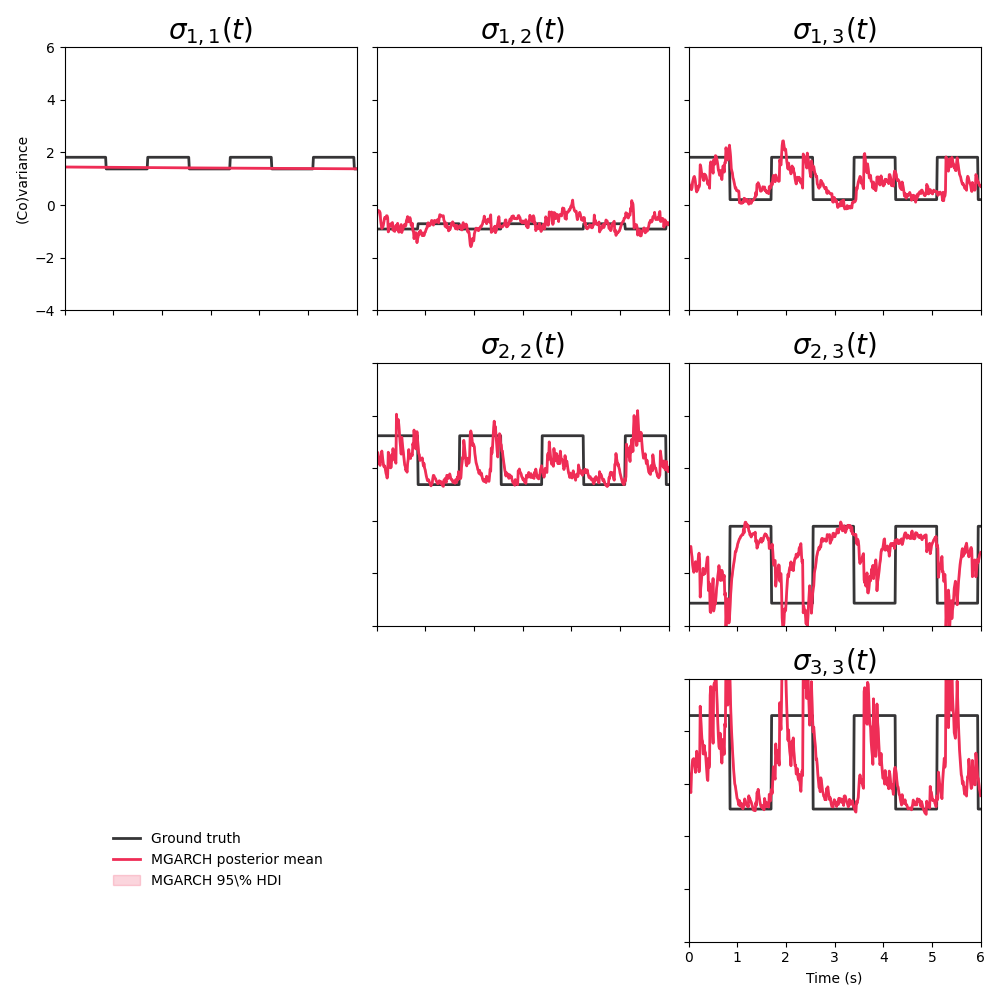 σ1,1(t)
σ1,2(t)
σ1,3(t)
6
4
2
0
−2
−4
(Co)variance
σ2,2(t)
σ2,3(t)
σ3,3(t)
Ground truth
MGARCH posterior mean
MGARCH 95\% HDI
0 1 2 3 4 5 6
Time (s)